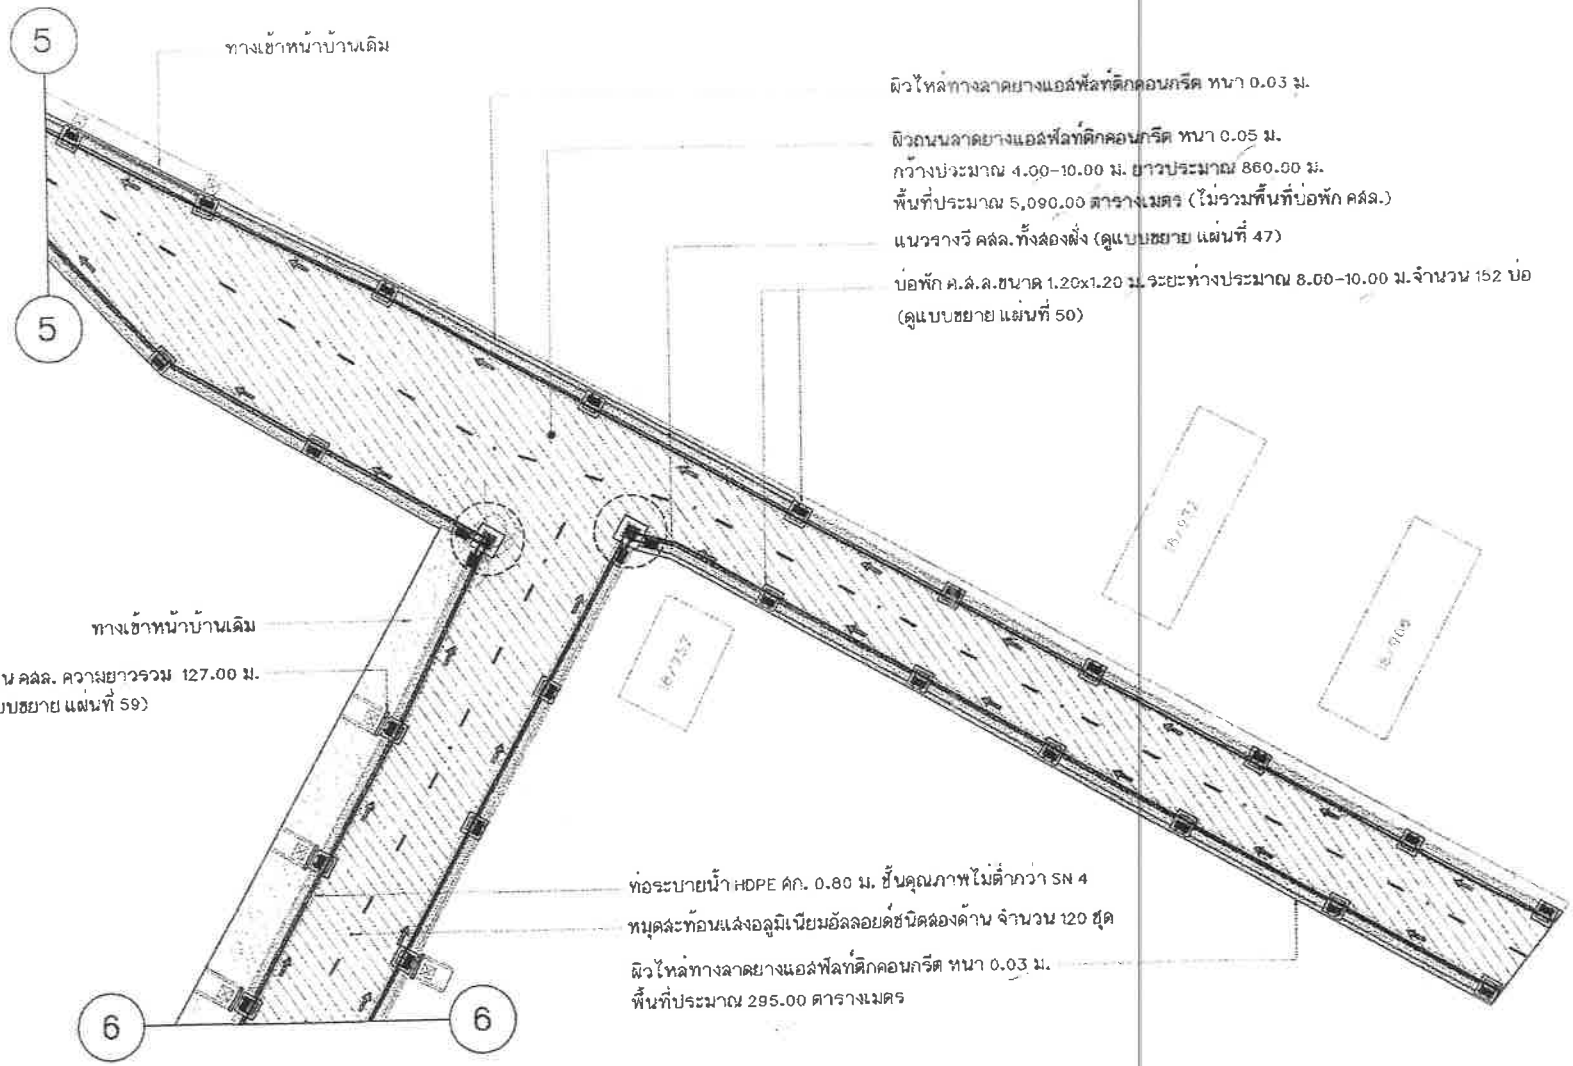 5
ทางเข้าหน้าบ้านเดิม
ผิวไหล่ทางลาดยางแอสฟัลท์ติกคอนกรีต หนา 0.03 ม.
ผิวถนนลาดยางแอสฟัลท์ติกคอนกรีต หนา 0.05 ม.
กว้างประมาณ 4.00-10.00 ม. ยาวประมาณ 860.00 ม.
พื้นที่ประมาณ 5,090.00 ตารางเมตร (ไม่รวมพื้นที่บ่อพัก คสล.)
แนวรางวี คสล.ทั้งสองฝั่ง (ดูแบบขยาย แผ่นที่ 47)
บ่อพัก ค.ส.ล.ขนาด 1.20x1.20 ม.ระยะห่างประมาณ 8.00-10.00 ม.จำนวน 152 บ่อ
(ดูแบบขยาย แผ่นที่ 50)
5
ทางเข้าหน้าบ้านเดิม
น คสล. ความยาวรวม 127.00 ม.
บบขยาย แผ่นที่ 59)
ท่อระบายน้ำ HDPE ศก. 0.80 ม. ชั้นคุณภาพไม่ต่ำกว่า SN 4
หมุดสะท้อนแสงอลูมิเนียมอัลลอยด์ชนิดสองด้าน จำนวน 120 ชุด
ผิวไหล่ทางลาดยางแอสฟัลท์ติกคอนกรีต หนา 0.03 ม.
พื้นที่ประมาณ 295.00 ตารางเมตร
6
6